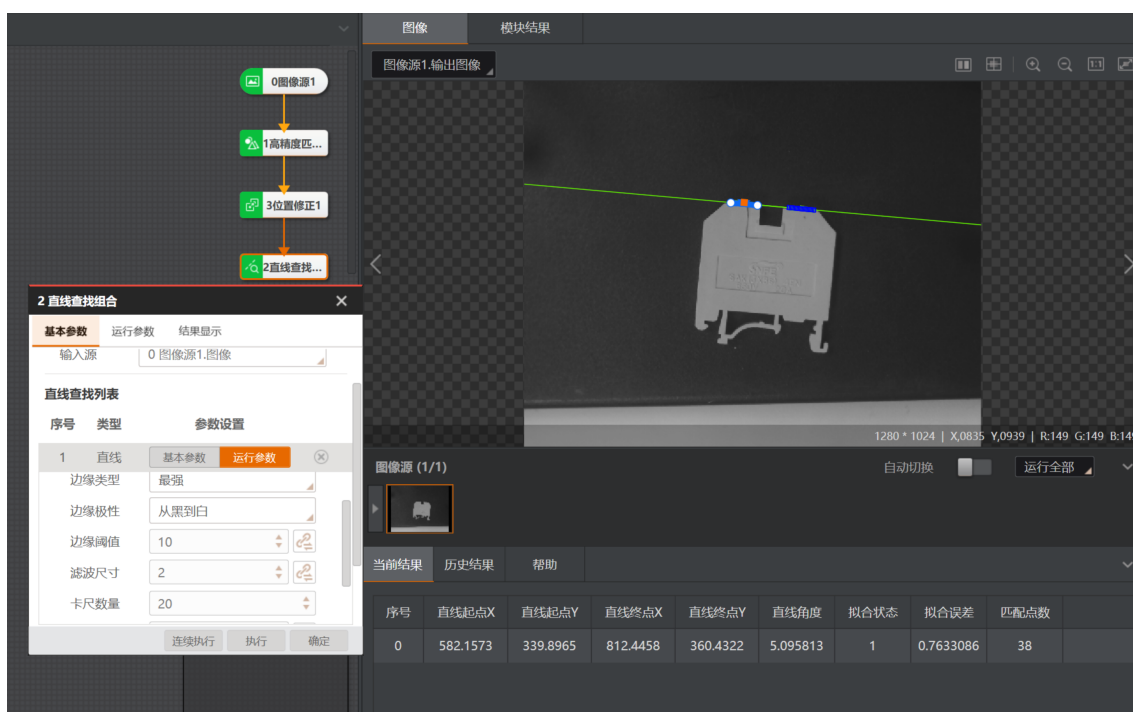 图像
模块结果
图像源1.输出图像
1:1
0图像源1
1高精度匹...
3位置修正1
2直线查找...
2 直线查找组合
基本参数 运行参数 结果显示
输入源 0 图像源1.图像
直线查找列表
序号 类型 参数设置
1 直线 基本参数 运行参数
边缘类型 最强
边缘极性 从黑到白
边缘阈值 10
滤波尺寸 2
卡尺数量 20
连续执行 执行 确定
1280 * 1024 | X,0835 Y,0939 | R:149 G:149 B:149
图像源 (1/1)
自动切换
运行全部
当前结果 历史结果 帮助
序号 直线起点X 直线起点Y 直线终点X 直线终点Y 直线角度 拟合状态 拟合误差 匹配点数
0 582.1573 339.8965 812.4458 360.4322 5.095813 1 0.7633086 38